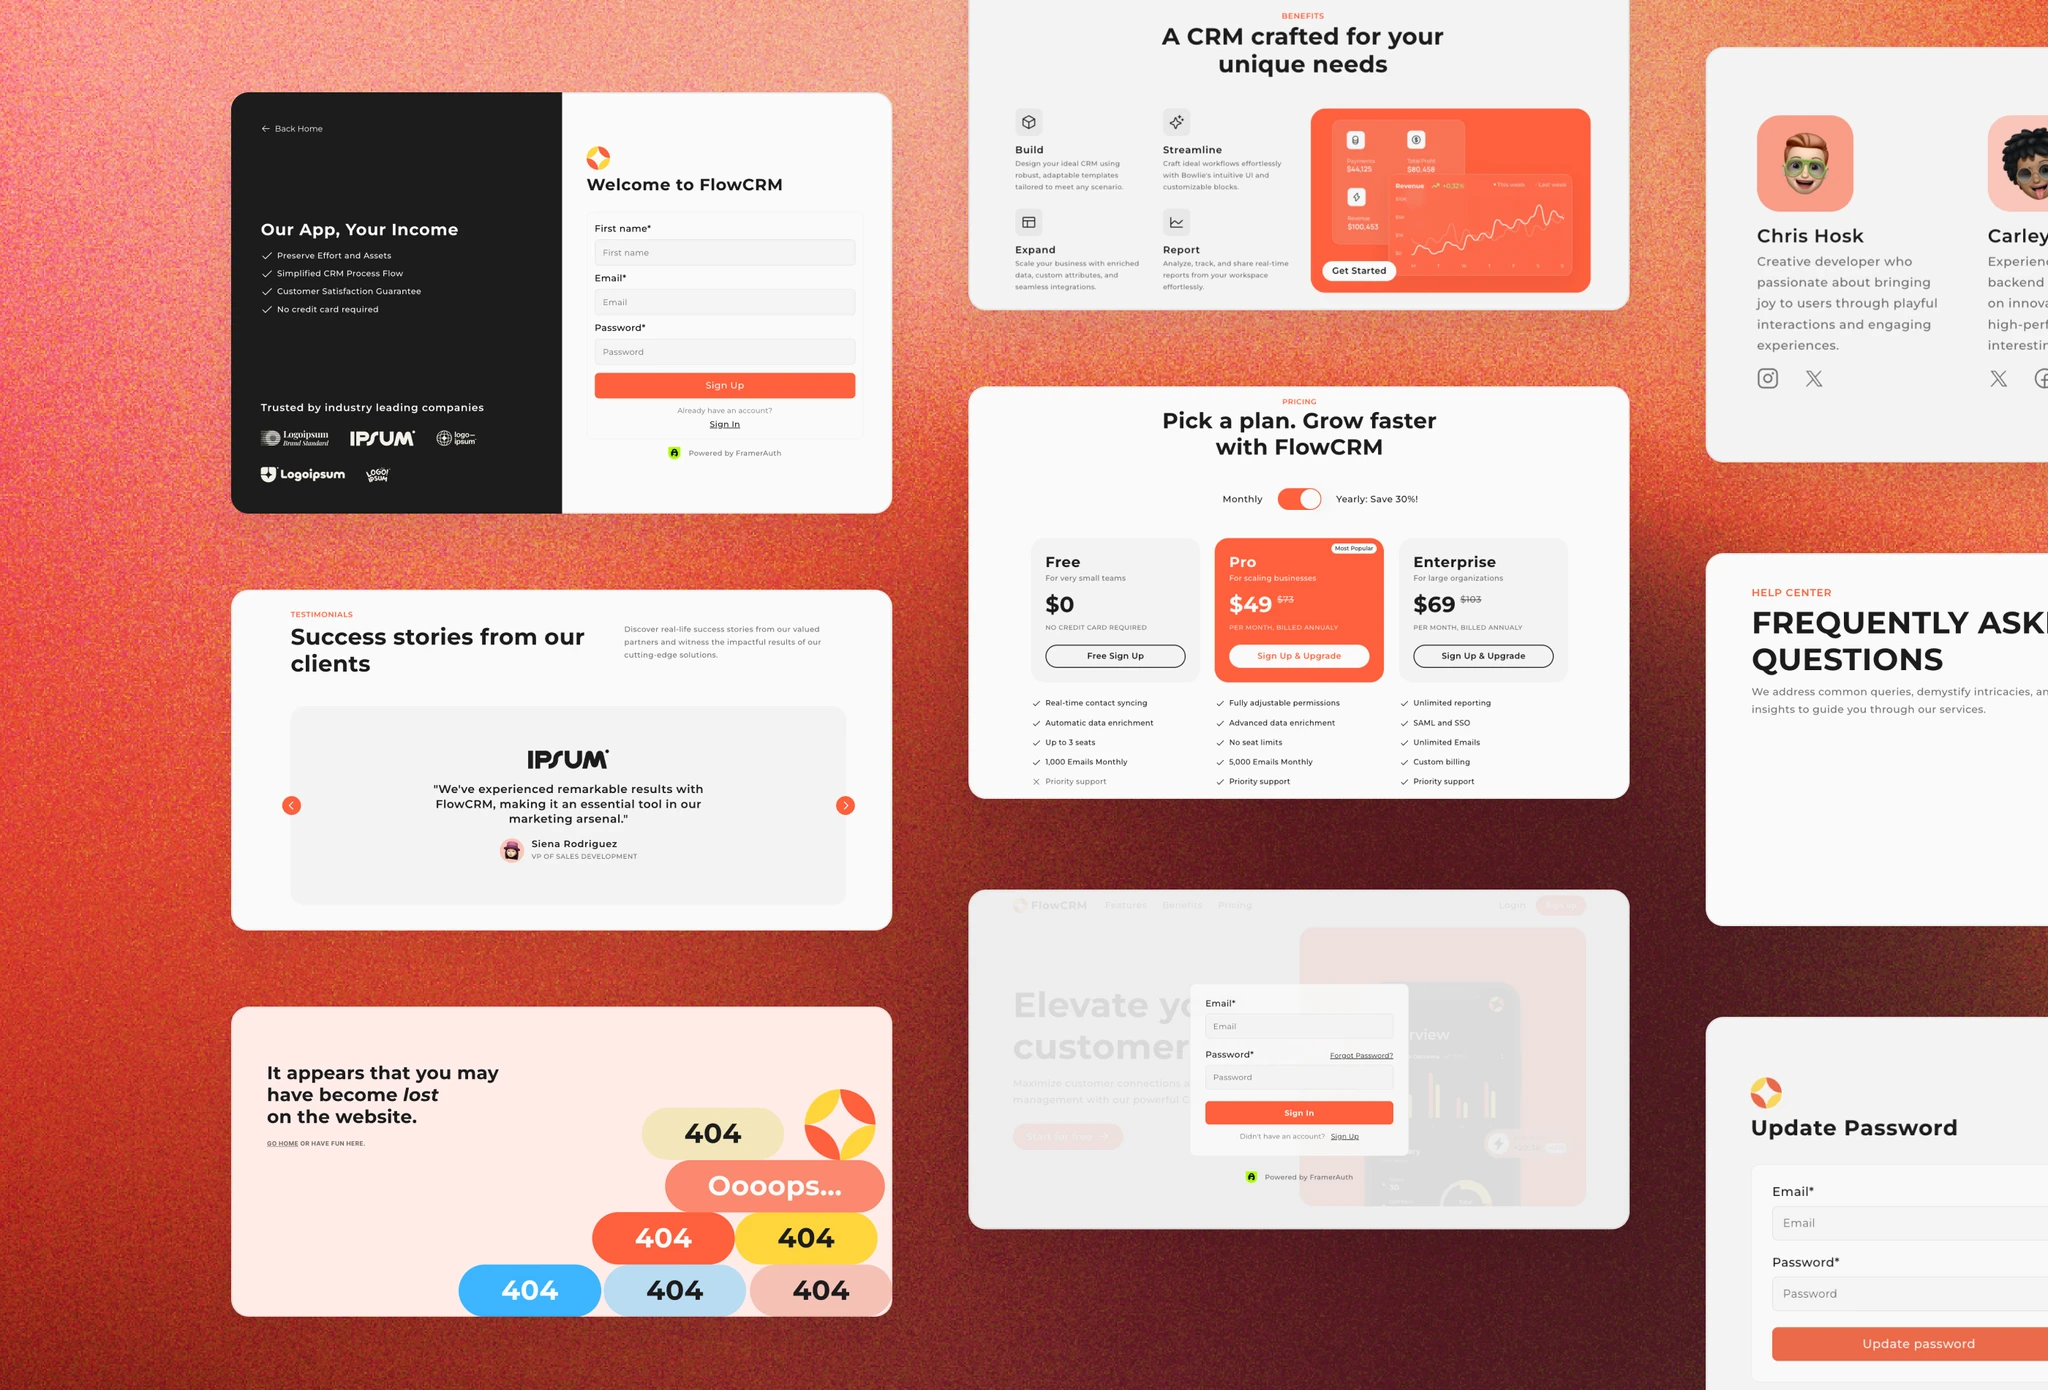 ← Back Home
Our App, Your Income
Preserve Effort and Assets
Simplified CRM Process Flow
Customer Satisfaction Guarantee
No credit card required
Trusted by industry leading companies
Logoipsum
Brand Standard
IPSUM
logo
ipsum
Logoipsum
LOGO!
IPSUM
Welcome to FlowCRM
First name*
First name
Email*
Email
Password*
Password
Sign Up
Already have an account?
Sign In
Powered by FramerAuth
TESTIMONIALS
Success stories from our
clients
Discover real-life success stories from our valued
partners and witness the impactful results of our
cutting-edge solutions.
IPSUM
"We've experienced remarkable results with
FlowCRM, making it an essential tool in our
marketing arsenal."
Siena Rodriguez
VP OF SALES DEVELOPMENT
It appears that you may
have become lost
on the website.
GO HOME OR HAVE FUN HERE.
404
Oooops...
404
404
404
404
404
BENEFITS
A CRM crafted for your
unique needs
Build
Design your ideal CRM using
robust, adaptable templates
tailored to meet any scenario.
Streamline
Craft ideal workflows effortlessly
with Bowlie's intuitive UI and
customizable blocks.
Expand
Scale your business with enriched
data, custom attributes, and
seamless integrations.
Report
Analyze, track, and share real-time
reports from your workspace
effortlessly.
Payments
$44,125
Total Profit
$80,458
Revenue
$100,453
Revenue
+0.32%
This week
Last week
Get Started
PRICING
Pick a plan. Grow faster
with FlowCRM
Monthly
Yearly: Save 30%!
Free
For very small teams
$0
NO CREDIT CARD REQUIRED
Free Sign Up
Real-time contact syncing
Automatic data enrichment
Up to 3 seats
1,000 Emails Monthly
Priority support
Most Popular
Pro
For scaling businesses
$49 $73
PER MONTH, BILLED ANNUALY
Sign Up & Upgrade
Fully adjustable permissions
Advanced data enrichment
No seat limits
5,000 Emails Monthly
Priority support
Enterprise
For large organizations
$69 $103
PER MONTH, BILLED ANNUALY
Sign Up & Upgrade
Unlimited reporting
SAML and SSO
Unlimited Emails
Custom billing
Priority support
FlowCRM
Features
Benefits
Pricing
Login
Sign Up
Elevate yo
customer
Maximize customer connections
management with our powerful
Email*
Email
Password*
Forgot Password?
Password
Sign In
Didn't have an account? Sign Up
Powered by FramerAuth
Chris Hosk
Creative developer who
passionate about bringing
joy to users through playful
interactions and engaging
experiences.
Carley
Experien
backend
on innova
high-perf
interestin
HELP CENTER
FREQUENTLY ASK
QUESTIONS
We address common queries, demystify intricacies, an
insights to guide you through our services.
Update Password
Email*
Email
Password*
Password
Update password